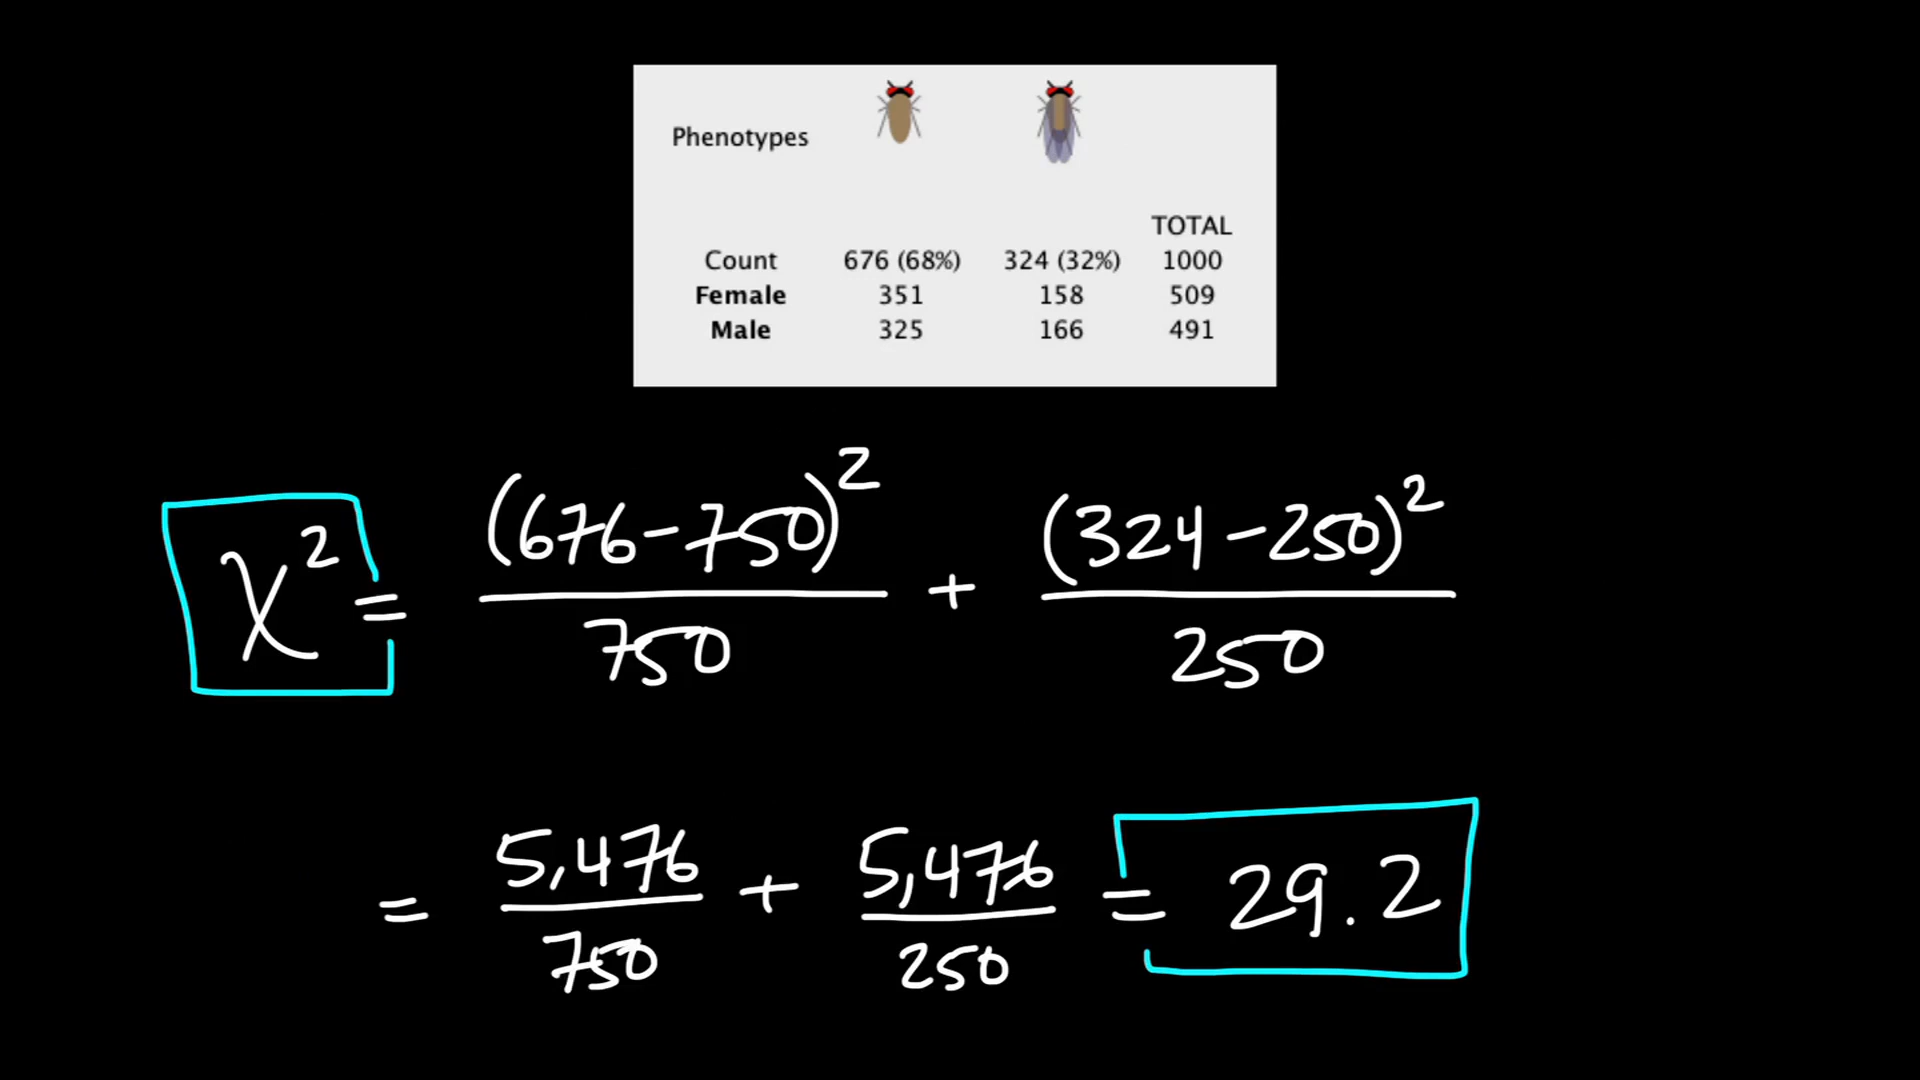 Phenotypes
TOTAL
Count 676 (68%) 324 (32%) 1000
Female 351 158 509
Male 325 166 491
χ² = (676-750)²/750 + (324-250)²/250
= 5,476/750 + 5,476/250 = 29.2